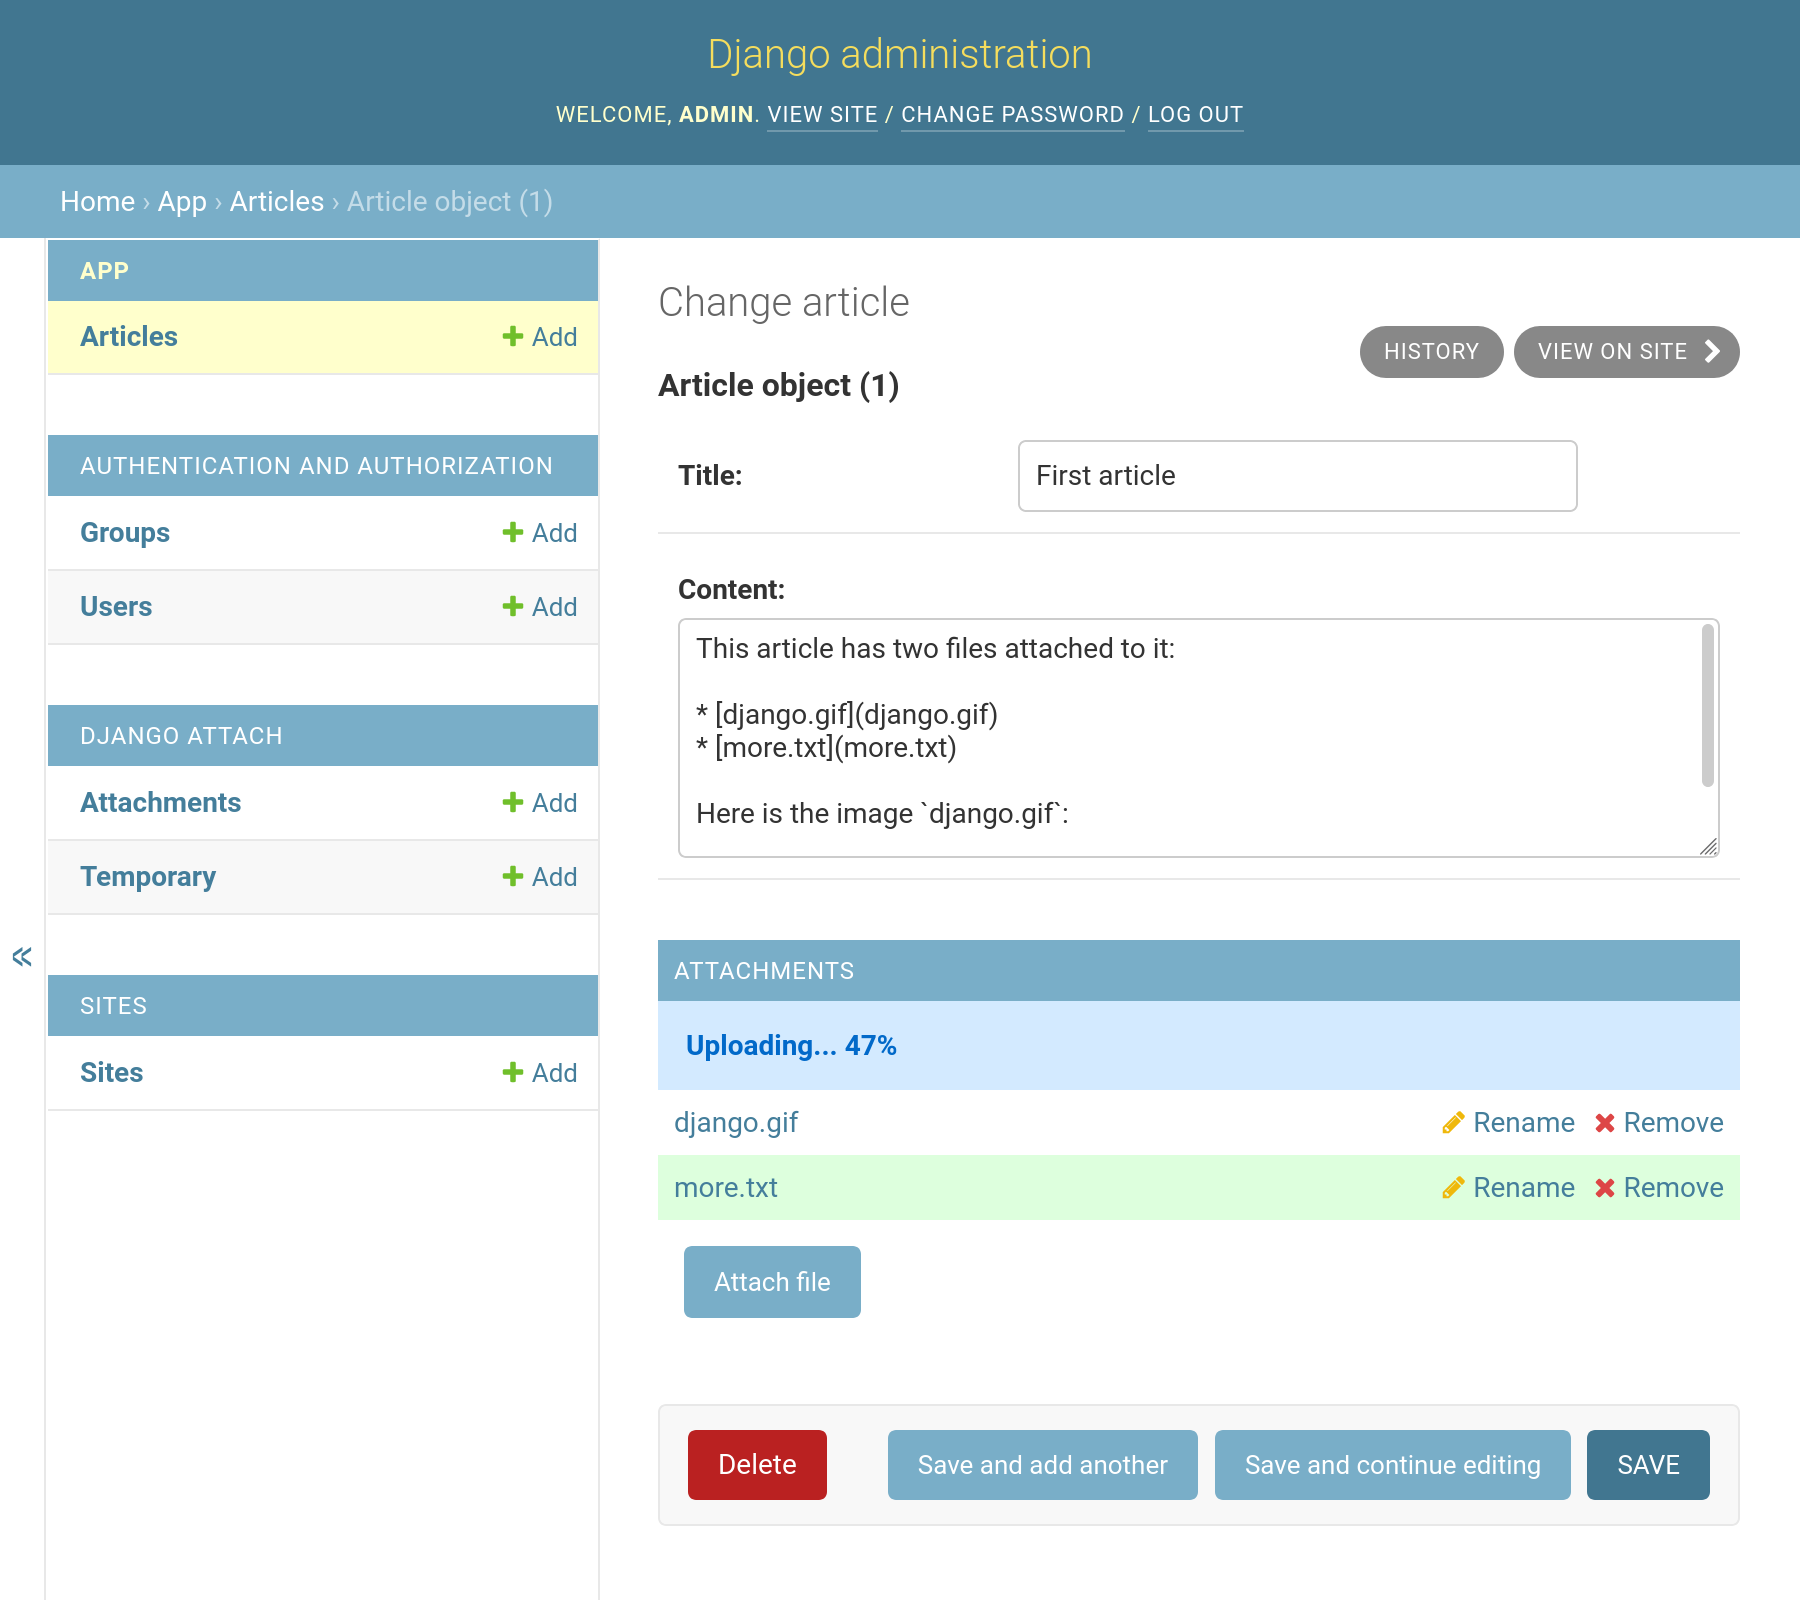 Django administration
WELCOME, ADMIN. VIEW SITE / CHANGE PASSWORD / LOG OUT
Home › App › Articles › Article object (1)
APP
Articles
Add
AUTHENTICATION AND AUTHORIZATION
Groups
Add
Users
Add
DJANGO ATTACH
Attachments
Add
Temporary
Add
«
SITES
Sites
Add
Change article
HISTORY
VIEW ON SITE
Article object (1)
Title:
First article
Content:
This article has two files attached to it:
* [django.gif](django.gif)
* [more.txt](more.txt)
Here is the image `django.gif`:
ATTACHMENTS
Uploading... 47%
django.gif
Rename
Remove
more.txt
Rename
Remove
Attach file
Delete
Save and add another
Save and continue editing
SAVE